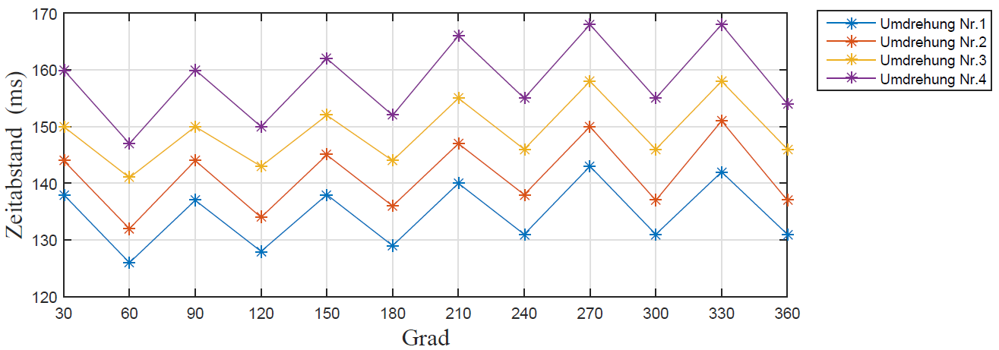 170
160
150
140
130
120
Zeitabstand (ms)
30 60 90 120 150 180 210 240 270 300 330 360
Grad
Umdrehung Nr.1
Umdrehung Nr.2
Umdrehung Nr.3
Umdrehung Nr.4